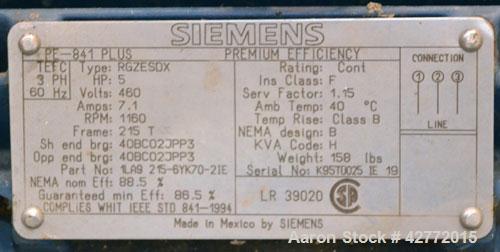 SIEMENS
PE-841 PLUS PREMIUM EFFICIENCY
TEFC Type: RGZESDX
3 PH HP: 5
60 Hz Volts: 460
Amps: 7.1
RPM: 1160
Frame: 215 T
Sh end brg: 40BC02JPP3
Opp end brg: 40BC02JPP3
Part No: 1LA9 215-6YK70-2IE
NEMA nom Eff: 88.5 %
Guaranteed min Eff: 86.5 %
COMPLIES WHIT IEEE STD 841-1994
Rating: Cont
Ins Class: F
Serv Factor: 1.15
Amb Temp: 40 °C
Temp Rise: Class B
NEMA design: B
KVA Code: H
Weight: 158 lbs
Serial No: K95T0025 IE 19
LR 39020
CONNECTION
1 2 3
LINE
Made in Mexico by SIEMENS
Aaron Stock # 42772015